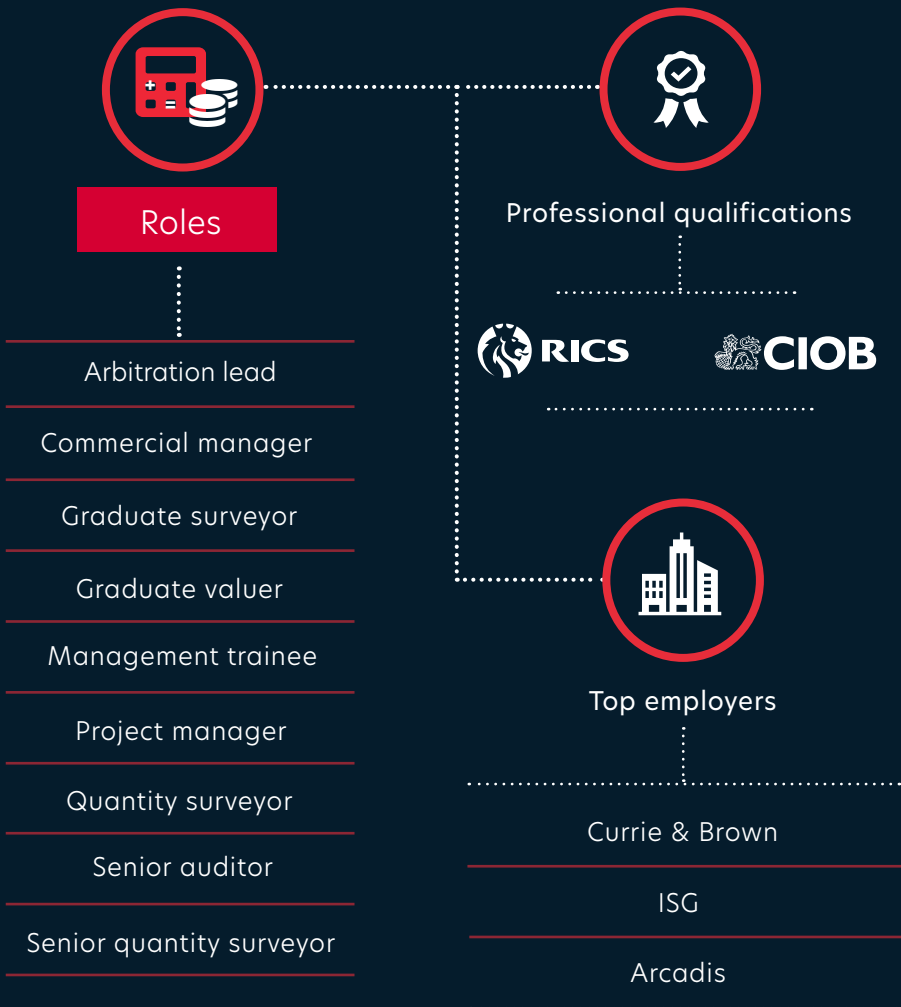 Roles
Arbitration lead
Commercial manager
Graduate surveyor
Graduate valuer
Management trainee
Project manager
Quantity surveyor
Senior auditor
Senior quantity surveyor
Professional qualifications
RICS
CIOB
Top employers
Currie & Brown
ISG
Arcadis